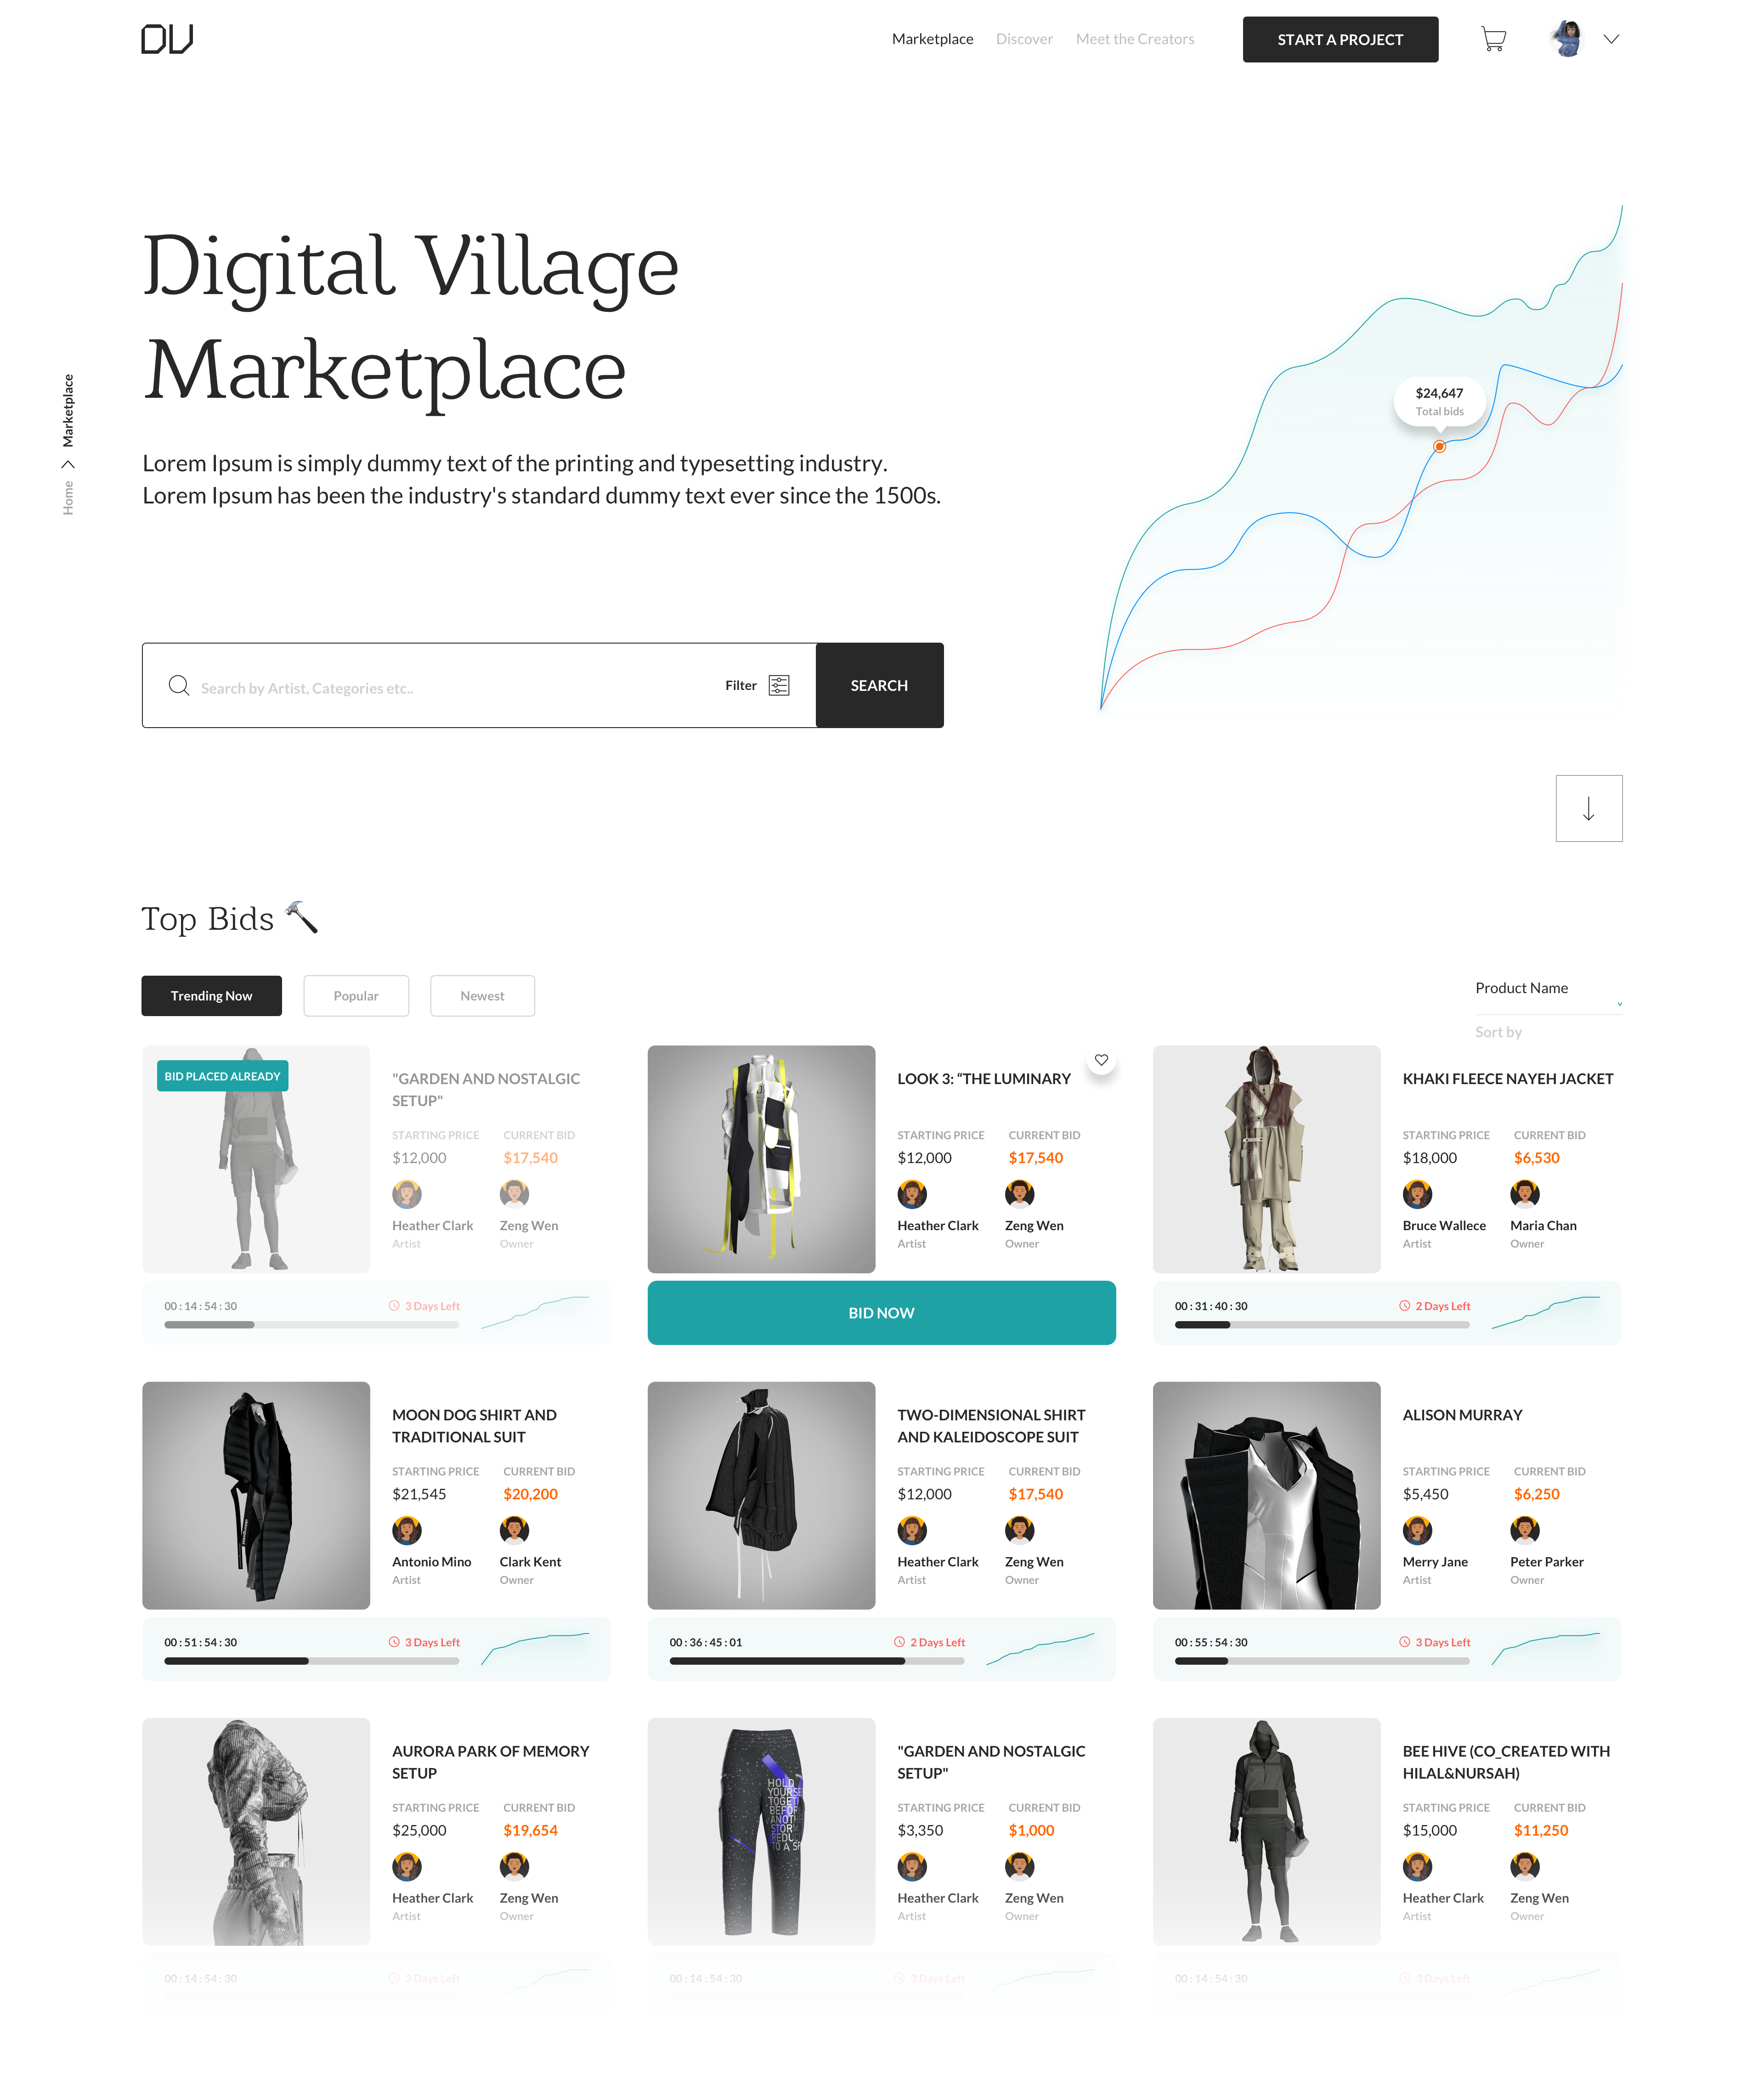 DV
Marketplace
Discover
Meet the Creators
START A PROJECT
Digital Village
Marketplace
Home
Marketplace
Lorem Ipsum is simply dummy text of the printing and typesetting industry.
Lorem Ipsum has been the industry's standard dummy text ever since the 1500s.
$24,647
Total bids
Search by Artist, Categories etc..
Filter
SEARCH
Top Bids
Trending Now
Popular
Newest
Product Name
Sort by
BID PLACED ALREADY
"GARDEN AND NOSTALGIC
SETUP"
STARTING PRICE
CURRENT BID
$12,000
$17,540
Heather Clark
Zeng Wen
Artist
Owner
00 : 14 : 54 : 30
3 Days Left
LOOK 3: “THE LUMINARY
STARTING PRICE
CURRENT BID
$12,000
$17,540
Heather Clark
Zeng Wen
Artist
Owner
BID NOW
KHAKI FLEECE NAYEH JACKET
STARTING PRICE
CURRENT BID
$18,000
$6,530
Bruce Wallece
Maria Chan
Artist
Owner
00 : 31 : 40 : 30
2 Days Left
MOON DOG SHIRT AND
TRADITIONAL SUIT
STARTING PRICE
CURRENT BID
$21,545
$20,200
Antonio Mino
Clark Kent
Artist
Owner
00 : 51 : 54 : 30
3 Days Left
TWO-DIMENSIONAL SHIRT
AND KALEIDOSCOPE SUIT
STARTING PRICE
CURRENT BID
$12,000
$17,540
Heather Clark
Zeng Wen
Artist
Owner
00 : 36 : 45 : 01
2 Days Left
ALISON MURRAY
STARTING PRICE
CURRENT BID
$5,450
$6,250
Merry Jane
Peter Parker
Artist
Owner
00 : 55 : 54 : 30
3 Days Left
AURORA PARK OF MEMORY
SETUP
STARTING PRICE
CURRENT BID
$25,000
$19,654
Heather Clark
Zeng Wen
Artist
Owner
00 : 14 : 54 : 30
3 Days Left
HOLD
"GARDEN AND NOSTALGIC
SETUP"
STARTING PRICE
CURRENT BID
$3,350
$1,000
Heather Clark
Zeng Wen
Artist
Owner
00 : 14 : 54 : 30
3 Days Left
BEE HIVE (CO_CREATED WITH
HILAL&NURSAH)
STARTING PRICE
CURRENT BID
$15,000
$11,250
Heather Clark
Zeng Wen
Artist
Owner
00 : 14 : 54 : 30
3 Days Left